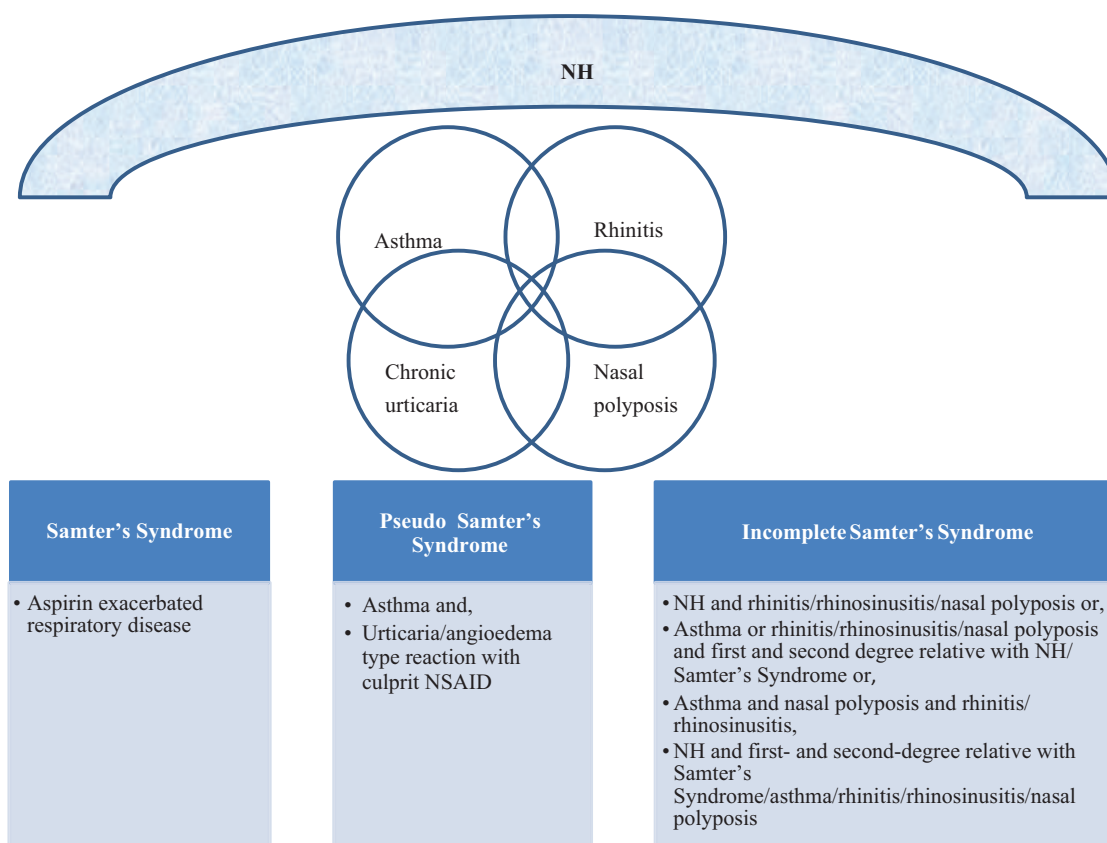 NH
Asthma
Rhinitis
Chronic
urticaria
Nasal
polyposis
Samter’s Syndrome
• Aspirin exacerbated
respiratory disease
Pseudo Samter’s
Syndrome
• Asthma and,
• Urticaria/angioedema
type reaction with
culprit NSAID
Incomplete Samter’s Syndrome
• NH and rhinitis/rhinosinusitis/nasal polyposis or,
• Asthma or rhinitis/rhinosinusitis/nasal polyposis
and first and second degree relative with NH/
Samter’s Syndrome or,
• Asthma and nasal polyposis and rhinitis/
rhinosinusitis,
• NH and first- and second-degree relative with
Samter’s
Syndrome/asthma/rhinitis/rhinosinusitis/nasal
polyposis